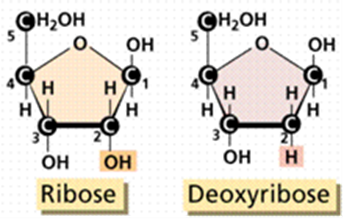 CH₂OH
5
O
OH
4 C
C 1
H H
H H
C C
3 2
OH OH
Ribose
CH₂OH
5
O
OH
4 C
C 1
H H
H H
C C
3 2
OH H
Deoxyribose